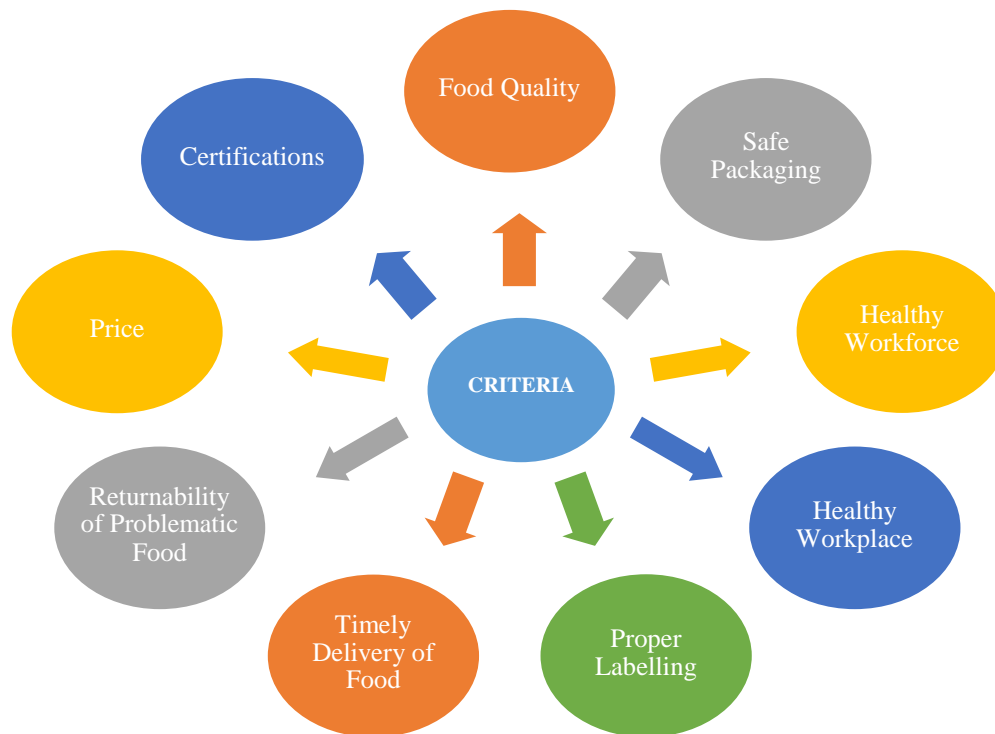 Food Quality
Safe
Packaging
Healthy
Workforce
Healthy
Workplace
Proper
Labelling
Timely
Delivery of
Food
Returnability
of Problematic
Food
Price
Certifications
CRITERIA